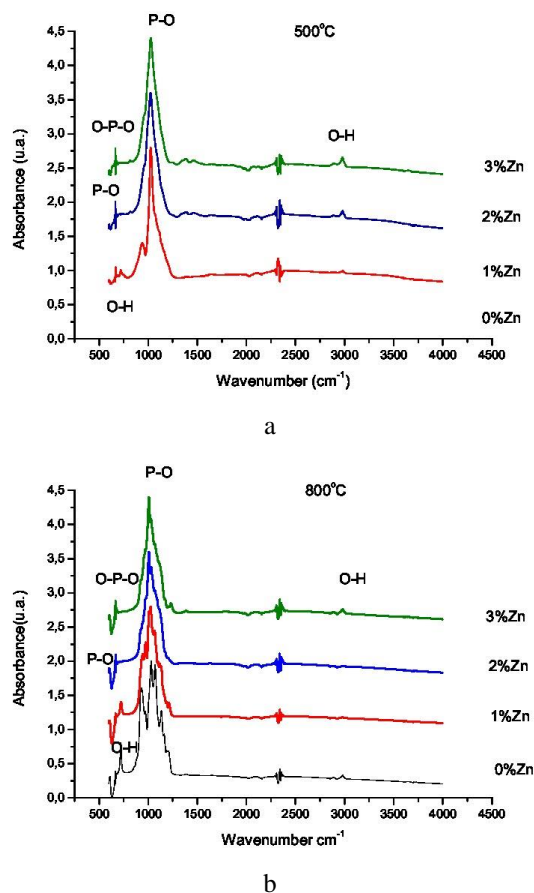 P-O
500°C
4,5
4,0
3,5
3,0
2,5
2,0
1,5
1,0
0,5
0,0
Absorbance (u.a.)
O-P-O
P-O
O-H
O-H
3%Zn
2%Zn
1%Zn
0%Zn
500 1000 1500 2000 2500 3000 3500 4000 4500
Wavenumber (cm⁻¹)
a
P-O
800°C
4,5
4,0
3,5
3,0
2,5
2,0
1,5
1,0
0,5
0,0
Absorbance(u.a.)
O-P-O
P-O
O-H
O-H
3%Zn
2%Zn
1%Zn
0%Zn
500 1000 1500 2000 2500 3000 3500 4000 4500
Wavenumber cm⁻¹
b